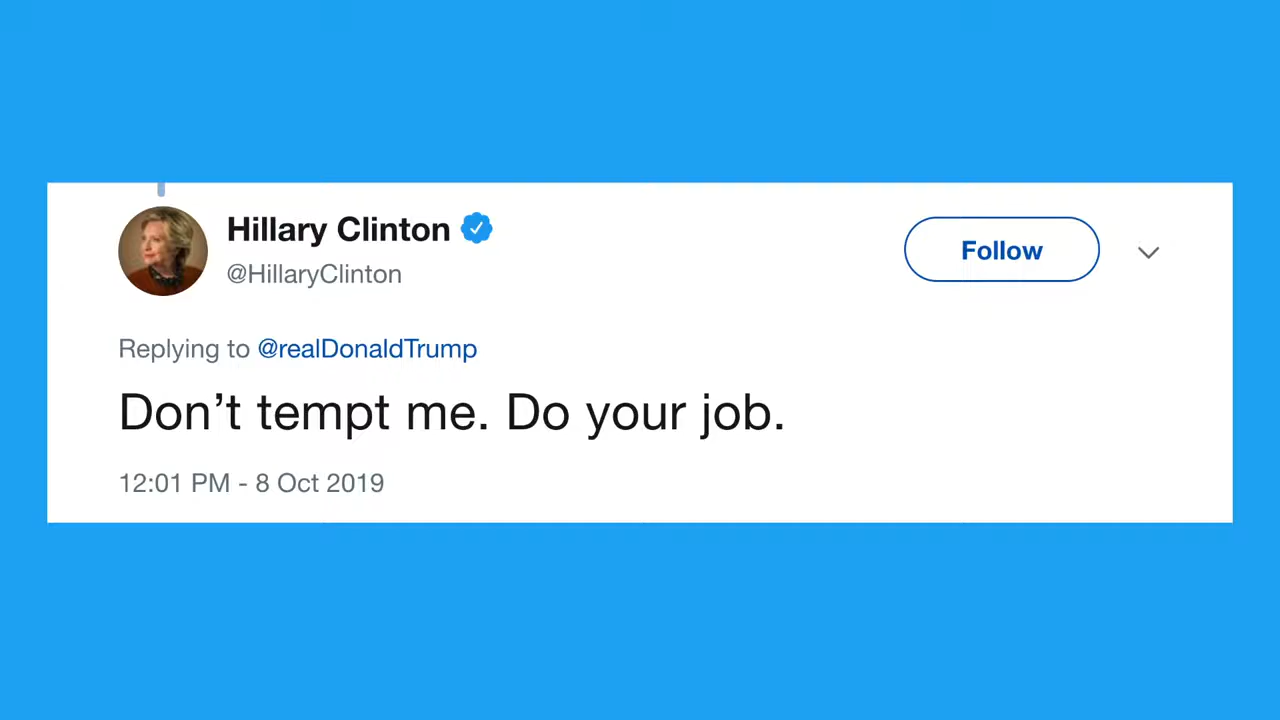 Hillary Clinton
@HillaryClinton
Follow
Replying to @realDonaldTrump
Don’t tempt me. Do your job.
12:01 PM - 8 Oct 2019